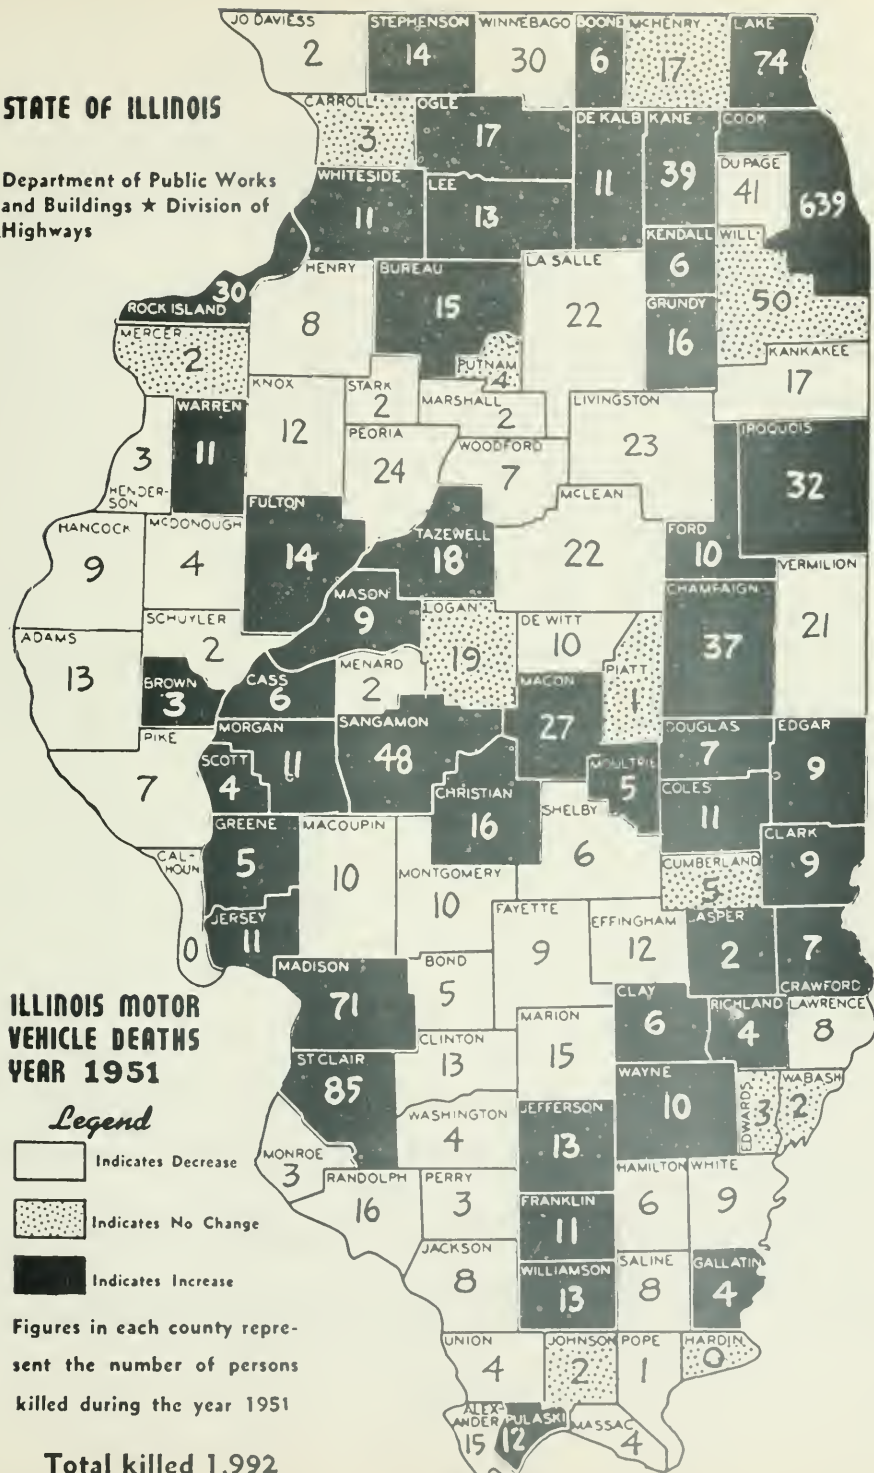 JO DAVIESS
2
STEPHENSON
14
WINNEBAGO
30
BOONE
6
MCHENRY
17
LAKE
74
STATE OF ILLINOIS
Department of Public Works
and Buildings ★ Division of
Highways
CARROLL
3
OGLE
17
DE KALB
11
KANE
39
COOK
639
DU PAGE
41
WHITESIDE
11
LEE
13
KENDALL
6
WILL
50
ROCK ISLAND
30
HENRY
8
BUREAU
15
LA SALLE
22
GRUNDY
16
MERCER
2
PUTNAM
4
KANKAKEE
17
KNOX
12
STARK
2
MARSHALL
2
LIVINGSTON
23
WARREN
11
3
HENDER-
SON
PEORIA
24
WOODFORD
7
IROQUOIS
32
HANCOCK
9
MCDONOUGH
4
FULTON
14
TAZEWELL
18
MCLEAN
22
FORD
10
VERMILION
21
MASON
9
LOGAN
19
DE WITT
10
CHAMPAIGN
37
ADAMS
13
SCHUYLER
2
BROWN
3
CASS
6
MENARD
2
MACON
27
PIATT
1
PIKE
7
MORGAN
11
SCOTT
4
SANGAMON
48
CHRISTIAN
16
MOULTRIE
5
DOUGLAS
7
EDGAR
9
COLES
11
SHELBY
6
CAL-
HOUN
0
GREENE
5
MACOUPIN
10
MONTGOMERY
10
CUMBERLAND
5
CLARK
9
JERSEY
11
FAYETTE
9
EFFINGHAM
12
JASPER
2
7
CRAWFORD
MADISON
71
BOND
5
CLAY
6
RICHLAND
4
LAWRENCE
8
ILLINOIS MOTOR
VEHICLE DEATHS
YEAR 1951
MARION
15
CLINTON
13
ST CLAIR
85
WAYNE
10
EDWARDS
3
WABASH
2
Legend
Indicates Decrease
Indicates No Change
Indicates Increase
WASHINGTON
4
JEFFERSON
13
MONROE
3
RANDOLPH
16
PERRY
3
HAMILTON
6
WHITE
9
FRANKLIN
11
JACKSON
8
WILLIAMSON
13
SALINE
8
GALLATIN
4
Figures in each county repre-
sent the number of persons
killed during the year 1951
UNION
4
JOHNSON
2
POPE
1
HARDIN
0
ALEX-
ANDER
15
PULASKI
12
MASSAC
4
Total killed 1,992